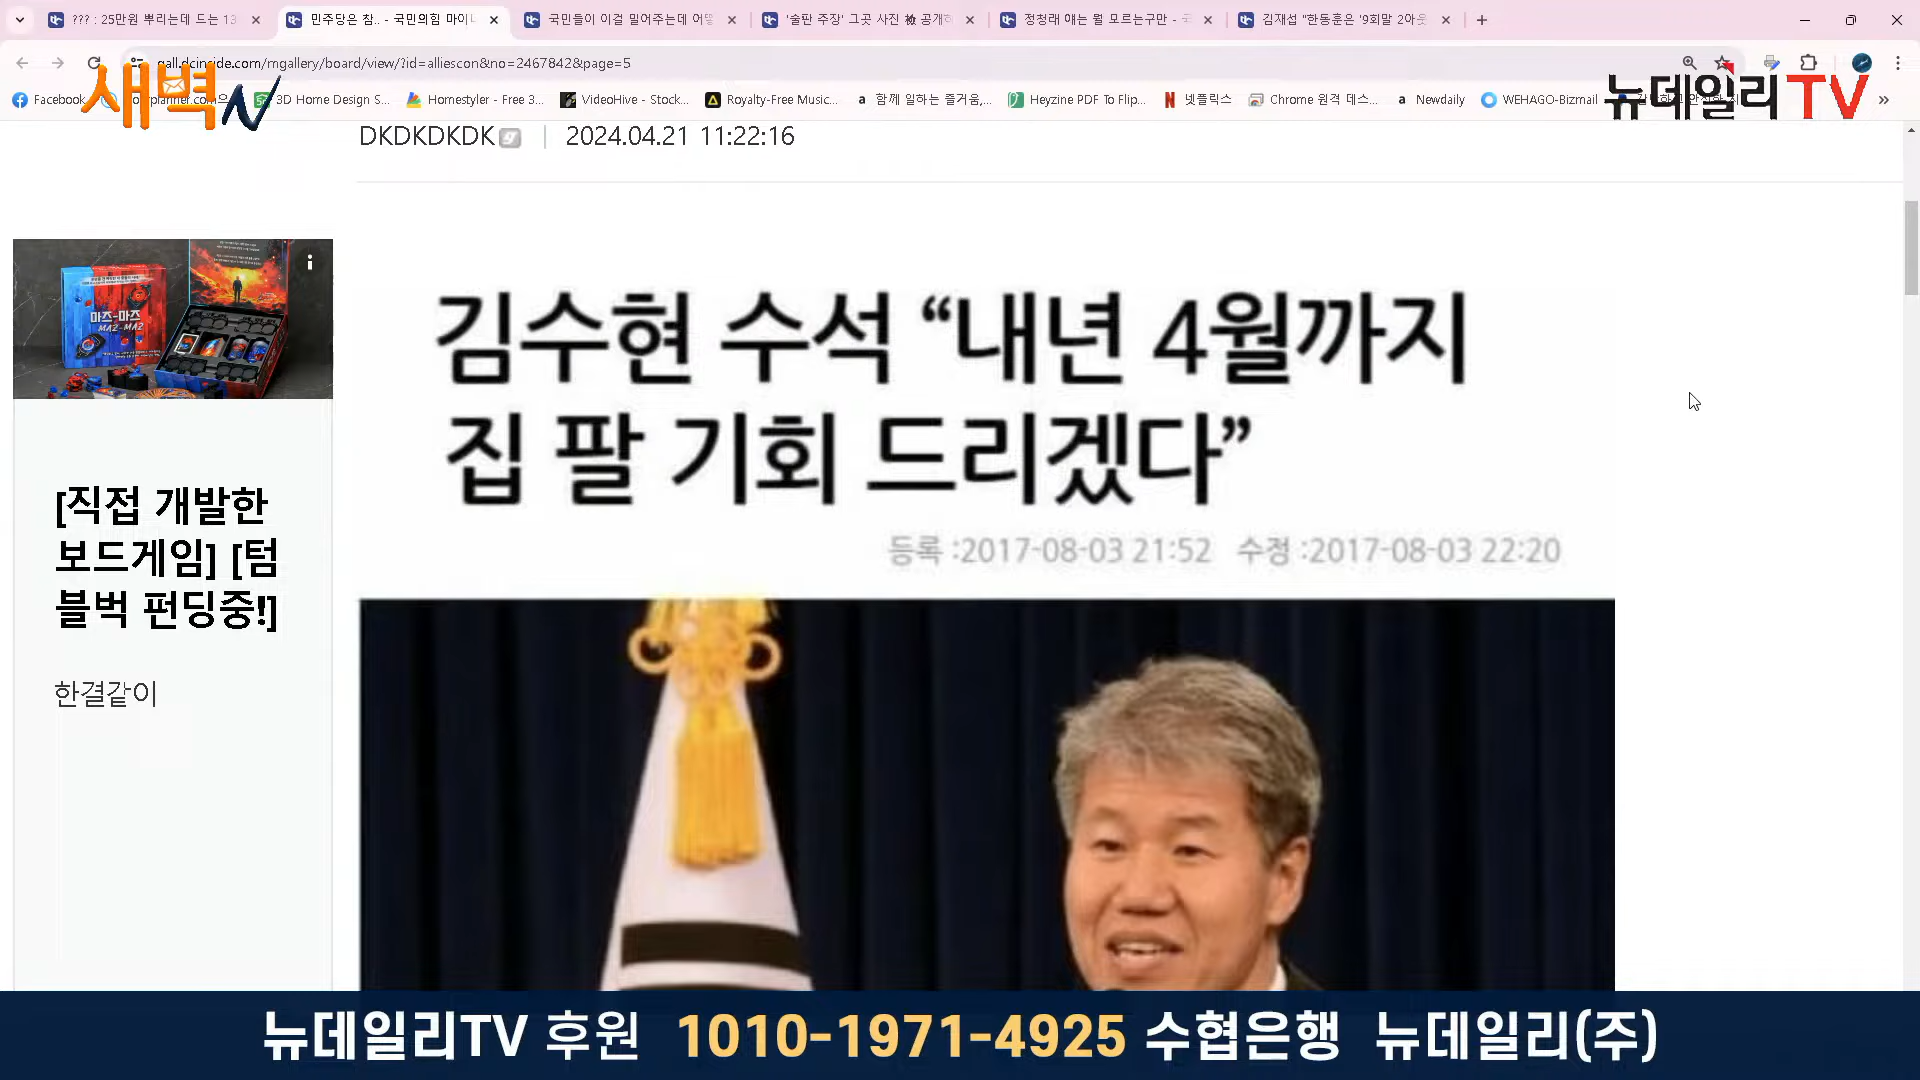 ??? : 25만원 뿌리는데 드는 13
민주당은 참.. - 국민의힘 마이너
국민들이 이걸 밀어주는데 어떻
'술판 주장' 그곳 사진 檢 공개하
정청래 얘는 뭘 모르는구만 - 국
김재섭 "한동훈은 '9회말 2아웃
gall.dcinside.com/mgallery/board/view/?id=alliescon&no=2467842&page=5
Facebook
3D Home Design S...
Homestyler - Free 3...
VideoHive - Stock...
Royalty-Free Music...
함께 일하는 즐거움,...
Heyzine PDF To Flip...
넷플릭스
Chrome 원격 데스...
Newdaily
WEHAGO-Bizmail
새벽N
뉴데일리TV
DKDKDKDK
2024.04.21 11:22:16
마즈-마즈
MAZ-MAZ
[직접 개발한
보드게임] [텀
블벅 펀딩중!]
한결같이
김수현 수석 “내년 4월까지
집 팔 기회 드리겠다”
등록 :2017-08-03 21:52 수정 :2017-08-03 22:20
뉴데일리TV 후원 1010-1971-4925 수협은행 뉴데일리(주)